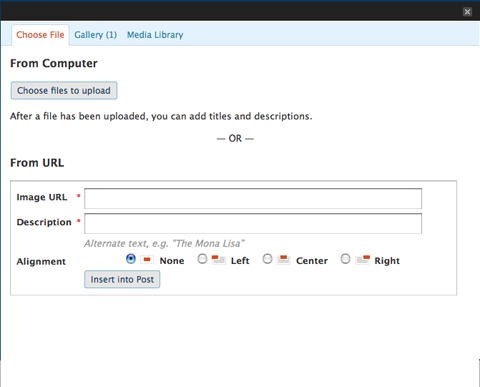 Choose File Gallery (1) Media Library
From Computer
Choose files to upload
After a file has been uploaded, you can add titles and descriptions.
— OR —
From URL
Image URL *
Description *
Alternate text, e.g. "The Mona Lisa"
Alignment None Left Center Right
Insert into Post